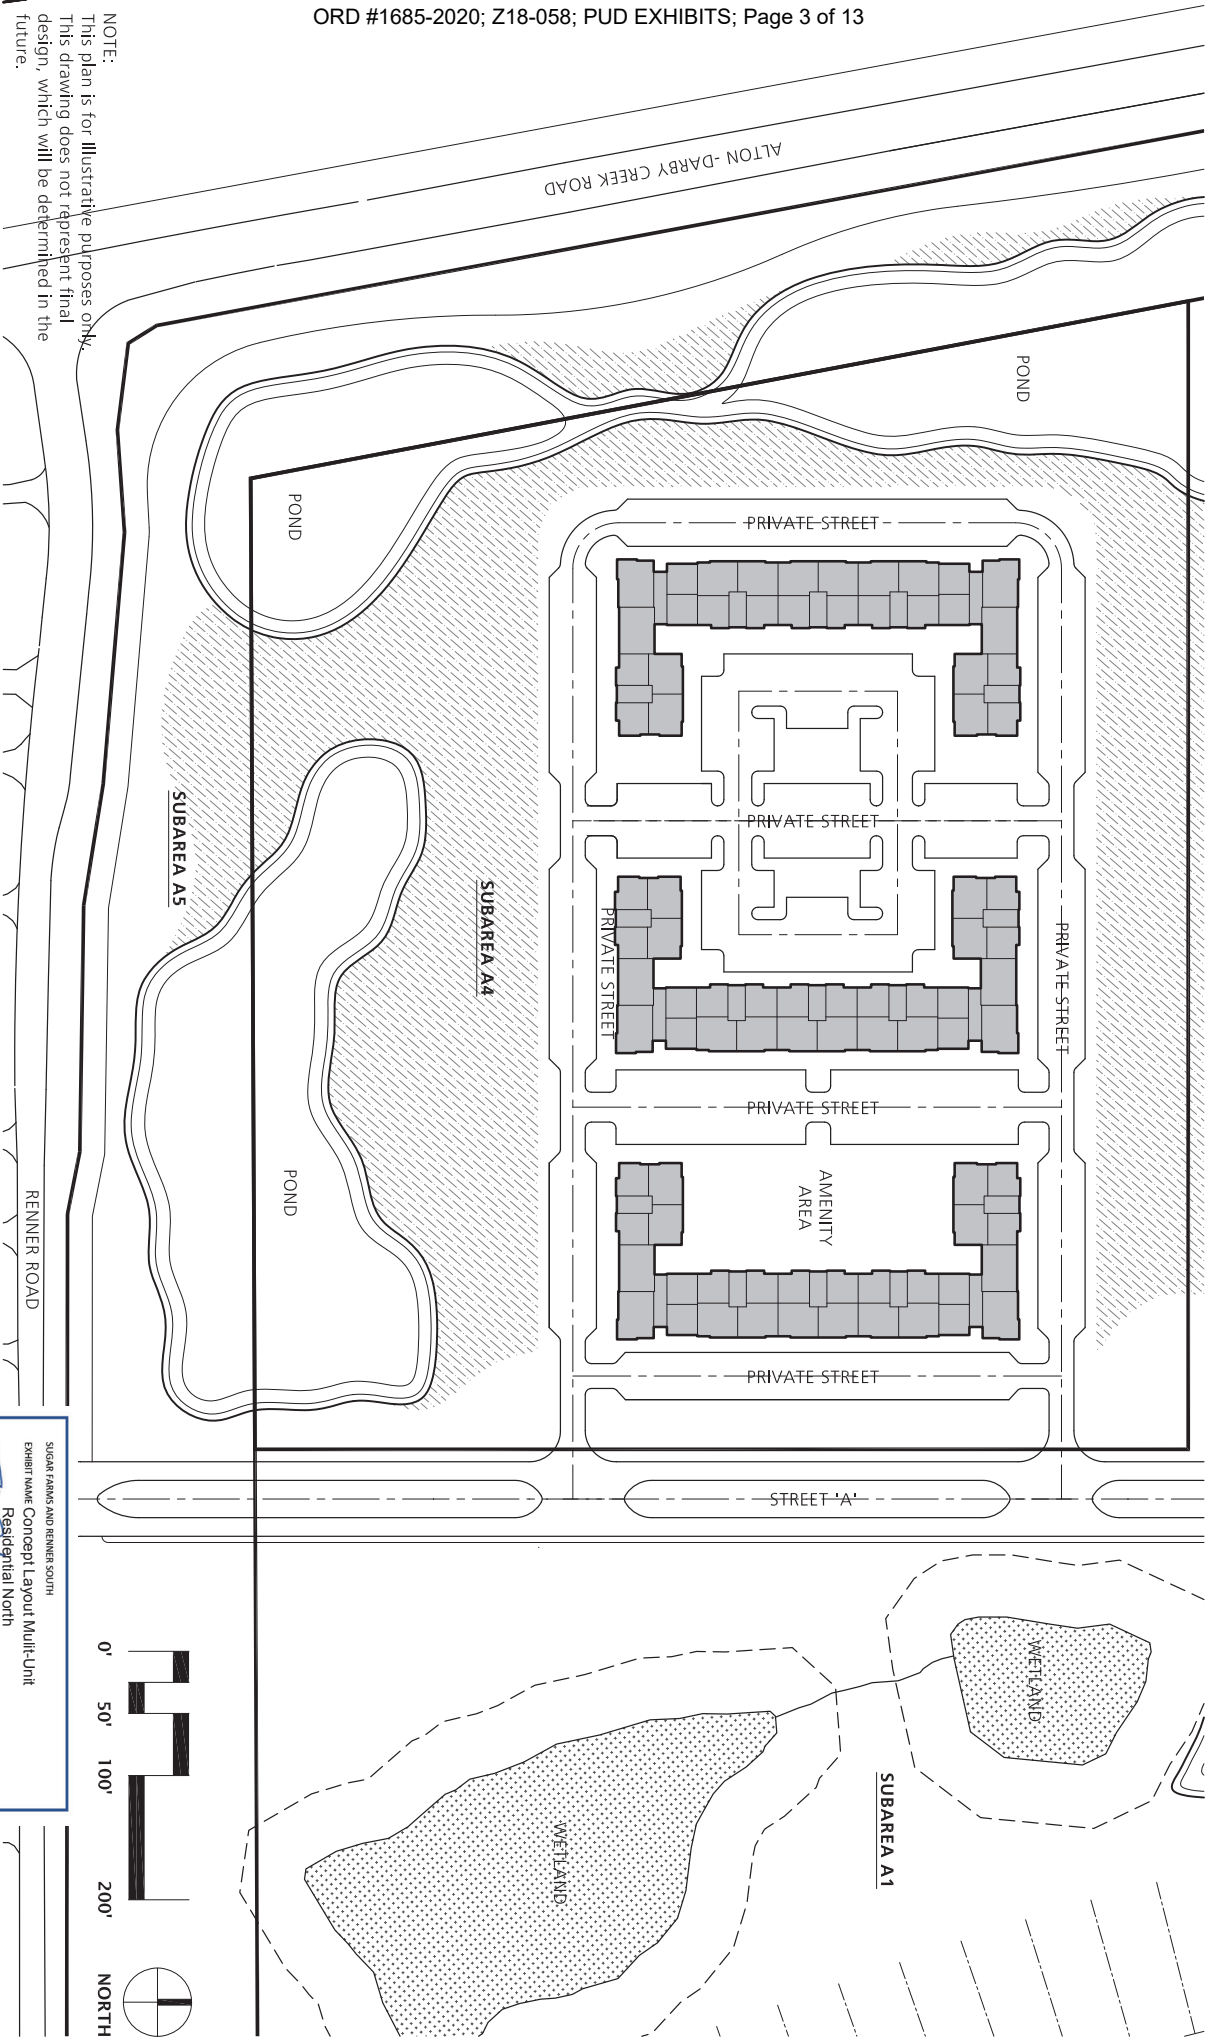 ORD #1685-2020; Z18-058; PUD EXHIBITS; Page 3 of 13
NOTE:
This plan is for illustrative purposes only.
This drawing does not represent final
design, which will be determined in the
future.
ALTON-DARBY CREEK ROAD
POND
POND
PRIVATE STREET
PRIVATE STREET
SUBAREA A5
SUBAREA A4
PRIVATE STREET
PRIVATE STREET
PRIVATE STREET
POND
AMENITY
AREA
RENNER ROAD
PRIVATE STREET
STREET 'A'
SUGAR FARMS AND RENNER SOUTH
EXHIBIT NAME Concept Layout Mulit-Unit
Residential North
WETLAND
WETLAND
SUBAREA A1
0' 50' 100' 200'
NORTH